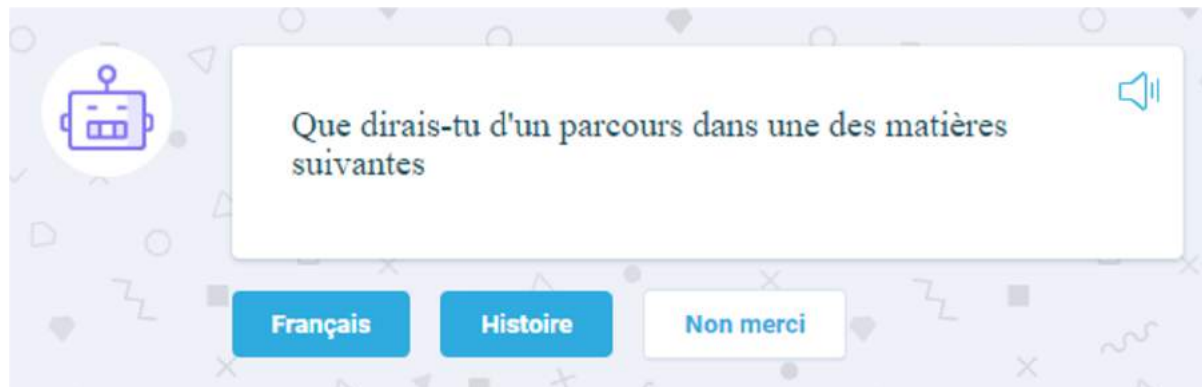 Que dirais-tu d'un parcours dans une des matières
suivantes
Français
Histoire
Non merci